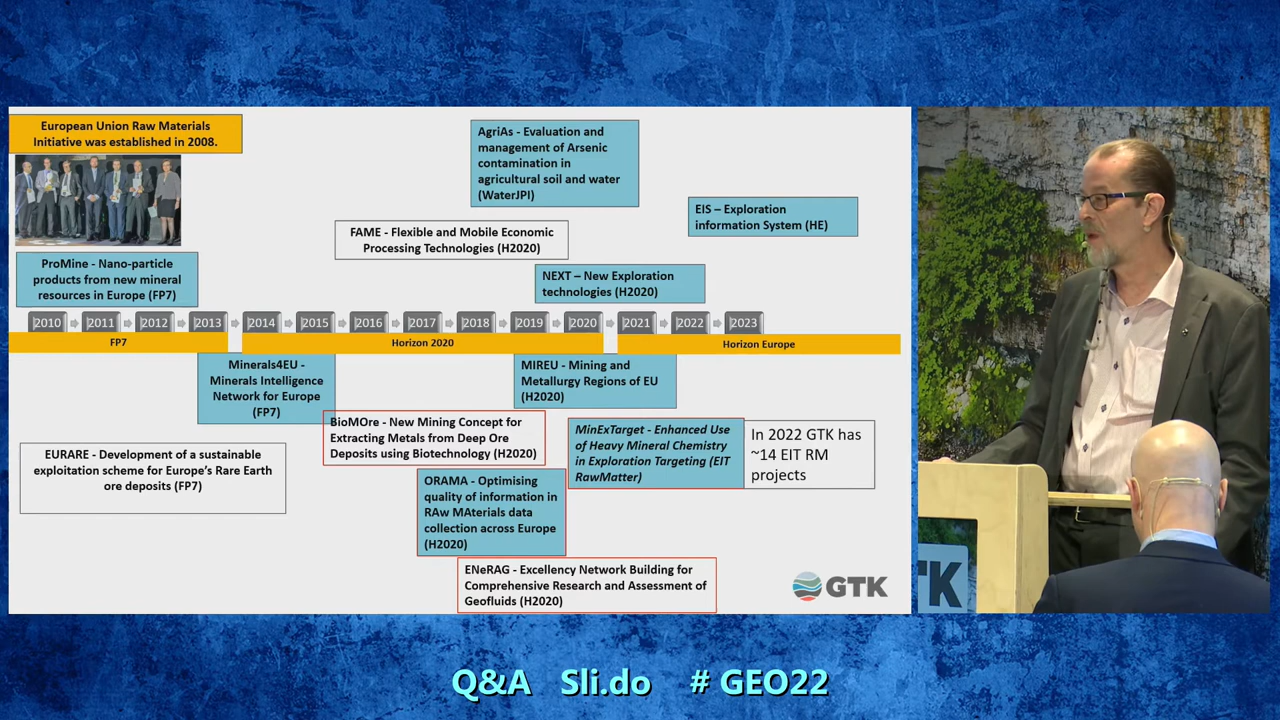 European Union Raw Materials
Initiative was established in 2008.
AgriAs - Evaluation and
management of Arsenic
contamination in
agricultural soil and water
(WaterJPI)
EIS – Exploration
information System (HE)
FAME - Flexible and Mobile Economic
Processing Technologies (H2020)
ProMine - Nano-particle
products from new mineral
resources in Europe (FP7)
NEXT – New Exploration
technologies (H2020)
2010 2011 2012 2013 2014 2015 2016 2017 2018 2019 2020 2021 2022 2023
FP7 Horizon 2020 Horizon Europe
Minerals4EU -
Minerals Intelligence
Network for Europe
(FP7)
MIREU - Mining and
Metallurgy Regions of EU
(H2020)
BioMOre - New Mining Concept for
Extracting Metals from Deep Ore
Deposits using Biotechnology (H2020)
MinExTarget - Enhanced Use
of Heavy Mineral Chemistry
in Exploration Targeting (EIT
RawMatter)
In 2022 GTK has
~14 EIT RM
projects
EURARE - Development of a sustainable
exploitation scheme for Europe's Rare Earth
ore deposits (FP7)
ORAMA - Optimising
quality of information in
RAw MAterials data
collection across Europe
(H2020)
ENeRAG - Excellency Network Building for
Comprehensive Research and Assessment of
Geofluids (H2020)
GTK
TK
Q&A Sli.do # GEO22